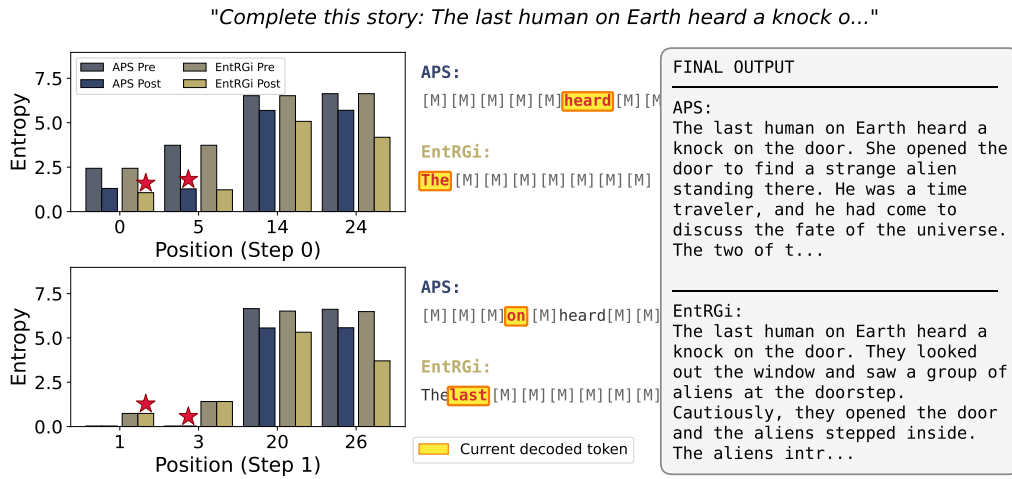 "Complete this story: The last human on Earth heard a knock o..."
APS Pre
APS Post
EntRGi Pre
EntRGi Post
Entropy
7.5
5.0
2.5
0.0
0 5 14 24
Position (Step 0)
APS:
[M][M][M][M][M]heard[M][M
EntRGi:
The[M][M][M][M][M][M][M]
Entropy
7.5
5.0
2.5
0.0
1 3 20 26
Position (Step 1)
APS:
[M][M][M]on[M]heard[M][M]
EntRGi:
Thelast[M][M][M][M][M][M]
Current decoded token
FINAL OUTPUT
APS:
The last human on Earth heard a
knock on the door. She opened the
door to find a strange alien
standing there. He was a time
traveler, and he had come to
discuss the fate of the universe.
The two of t...
EntRGi:
The last human on Earth heard a
knock on the door. They looked
out the window and saw a group of
aliens at the doorstep.
Cautiously, they opened the door
and the aliens stepped inside.
The aliens intr...